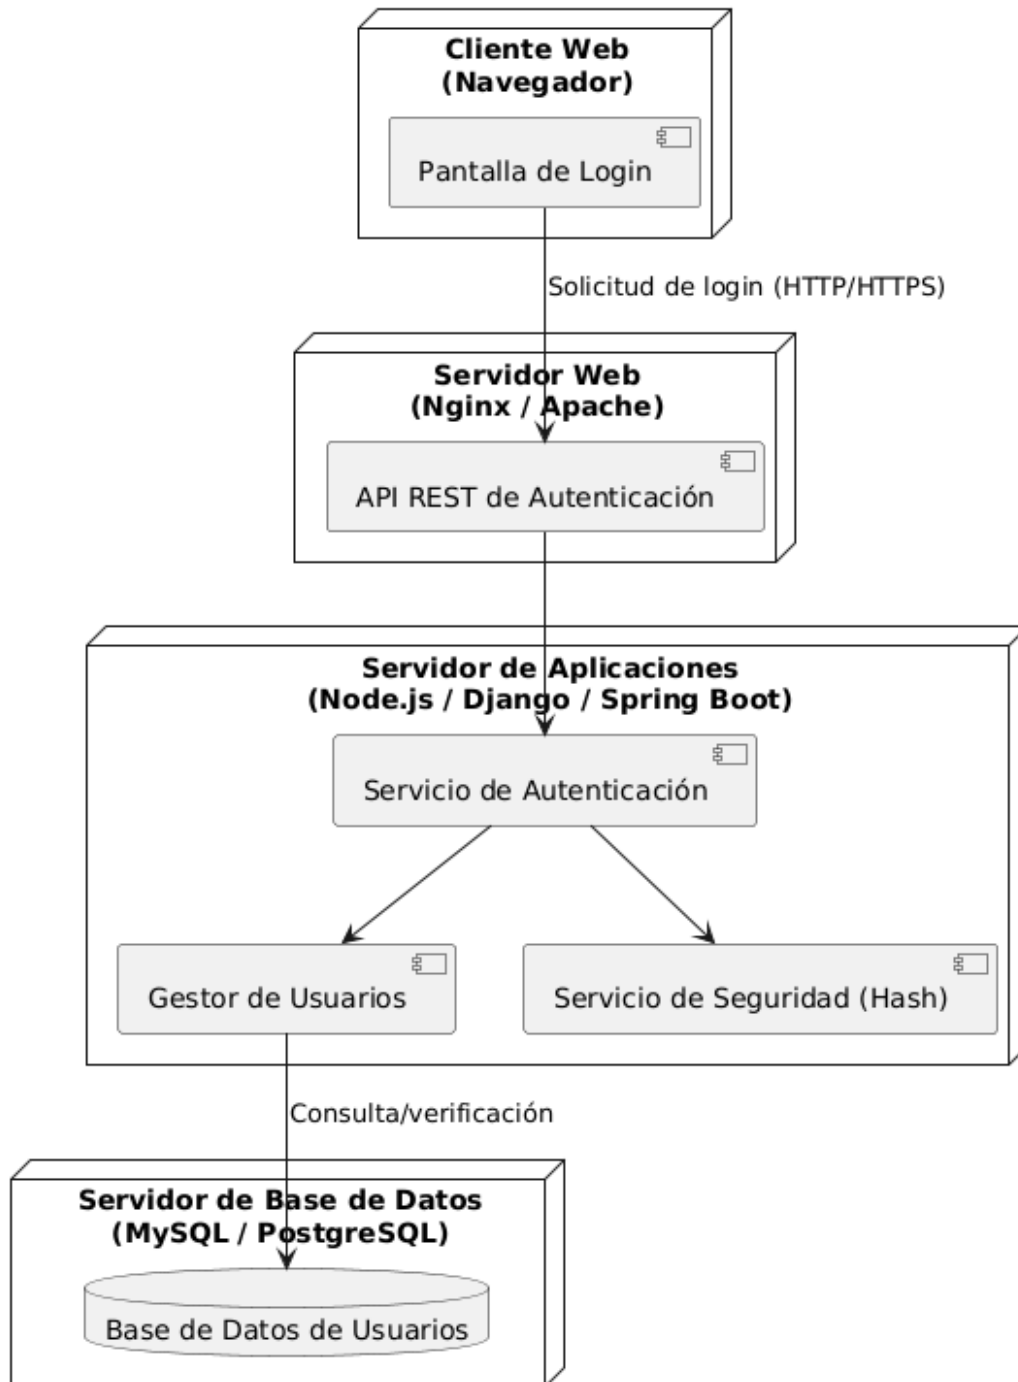 Cliente Web
(Navegador)
Pantalla de Login
Solicitud de login (HTTP/HTTPS)
Servidor Web
(Nginx / Apache)
API REST de Autenticación
Servidor de Aplicaciones
(Node.js / Django / Spring Boot)
Servicio de Autenticación
Gestor de Usuarios
Servicio de Seguridad (Hash)
Consulta/verificación
Servidor de Base de Datos
(MySQL / PostgreSQL)
Base de Datos de Usuarios